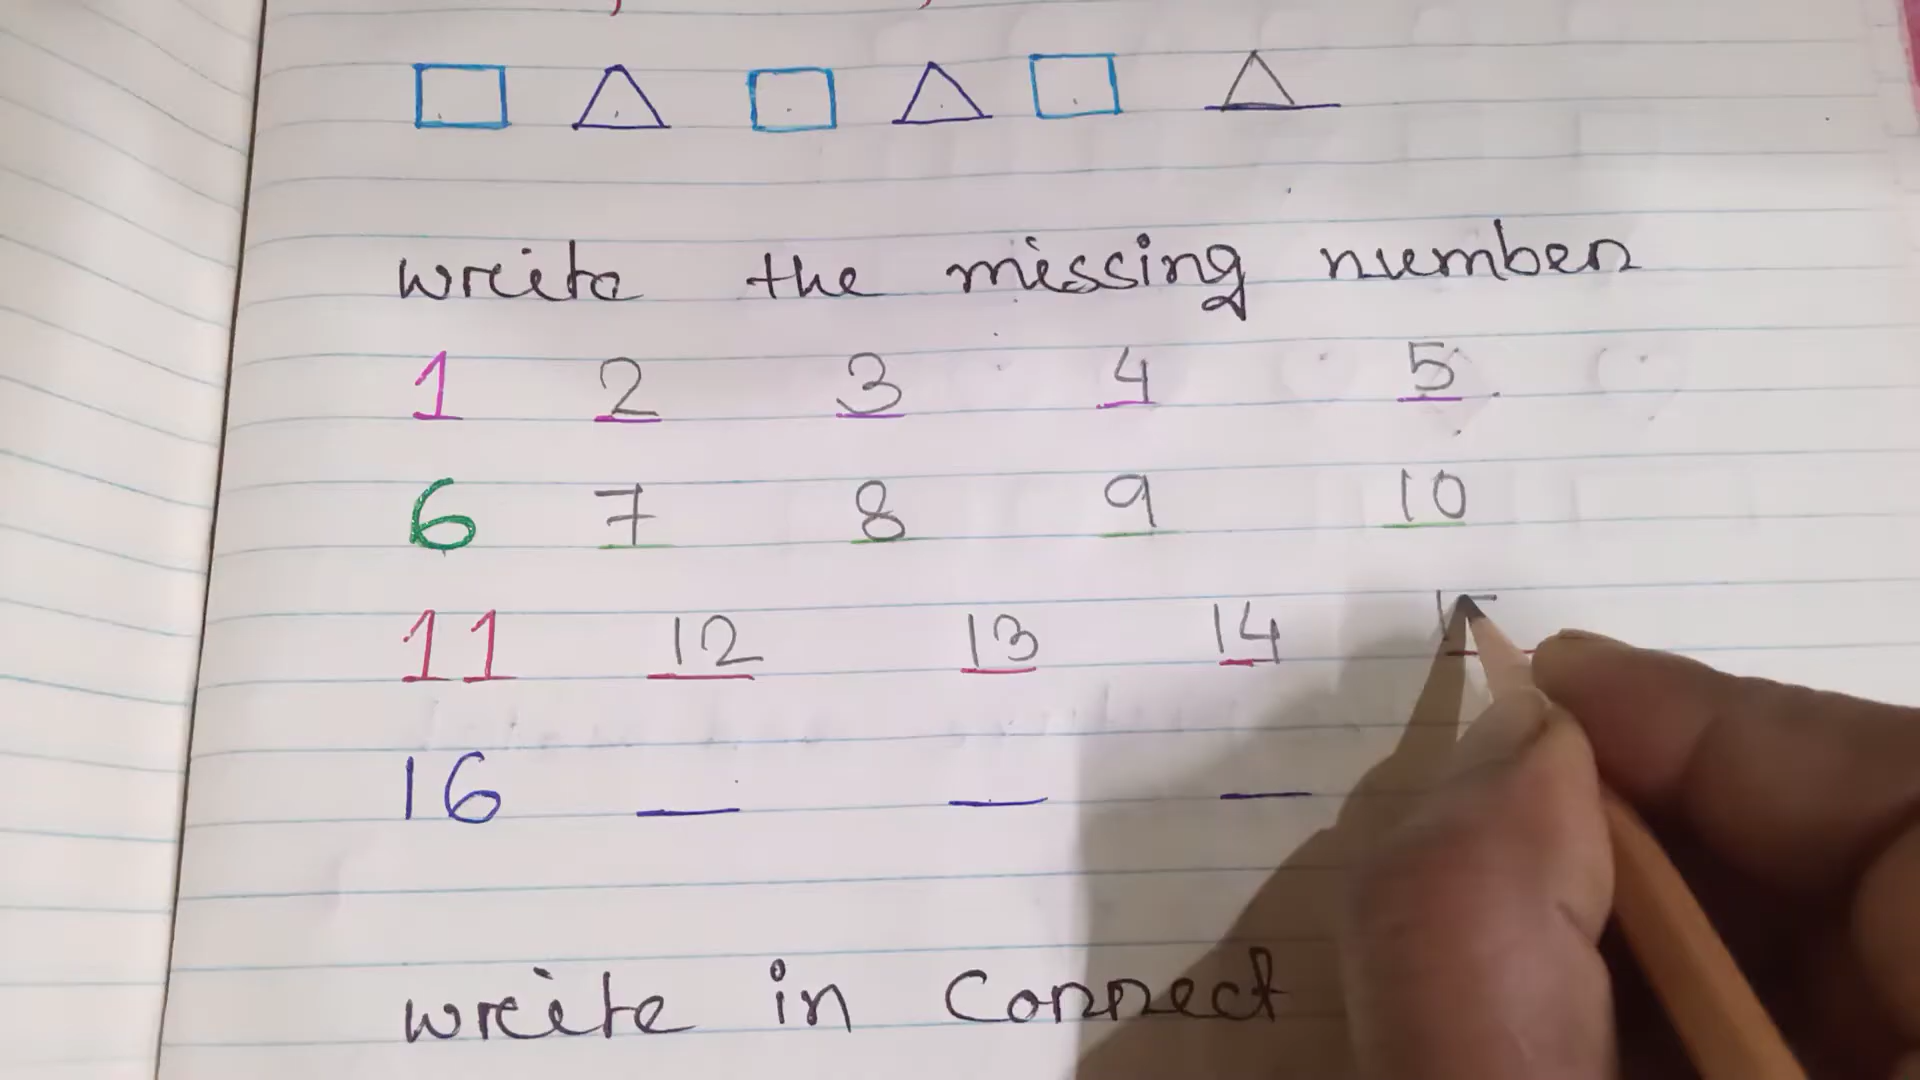 write the missing number
1 2 3 4 5
6 7 8 9 10
11 12 13 14
16
write in correct